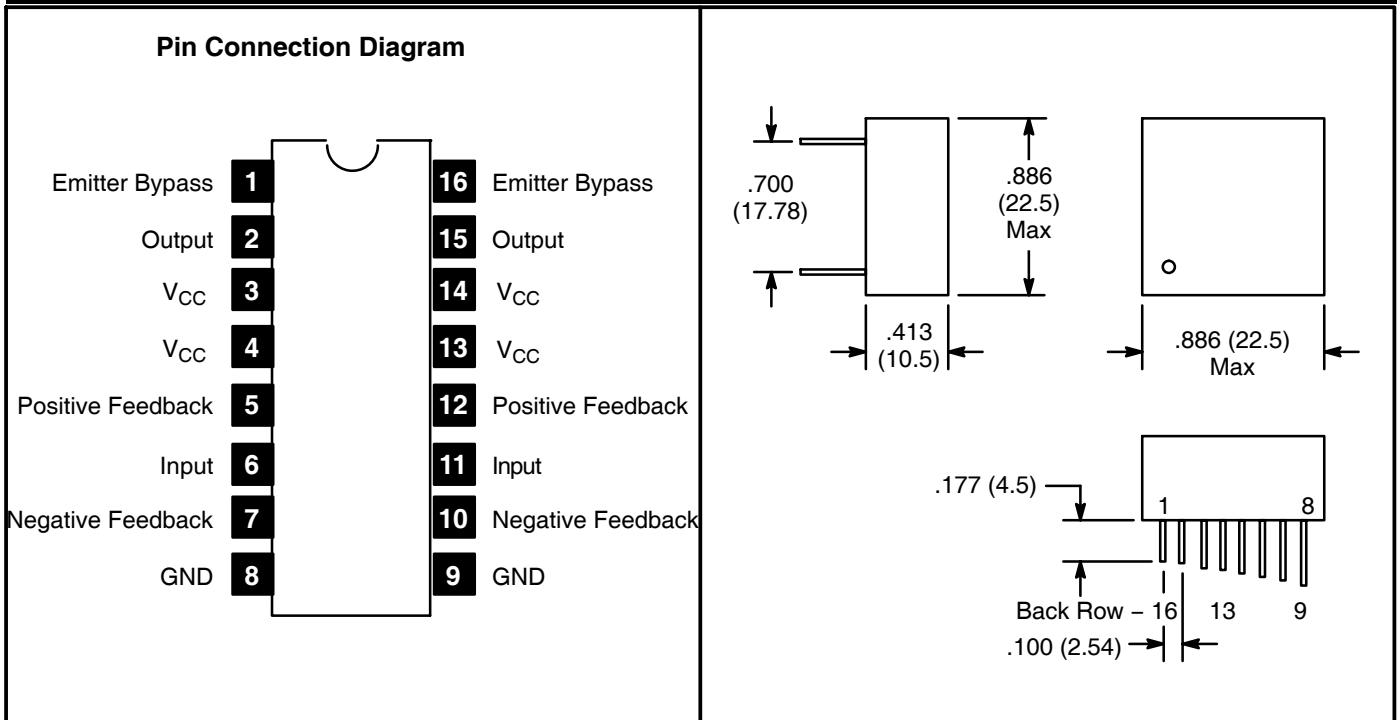 Pin Connection Diagram
Emitter Bypass 1 16 Emitter Bypass
Output 2 15 Output
VCC 3 14 VCC
VCC 4 13 VCC
Positive Feedback 5 12 Positive Feedback
Input 6 11 Input
Negative Feedback 7 10 Negative Feedback
GND 8 9 GND
.700
(17.78)
.886
(22.5)
Max
.413
(10.5)
.886 (22.5)
Max
.177 (4.5)
1 8
Back Row – 16 13 9
.100 (2.54)